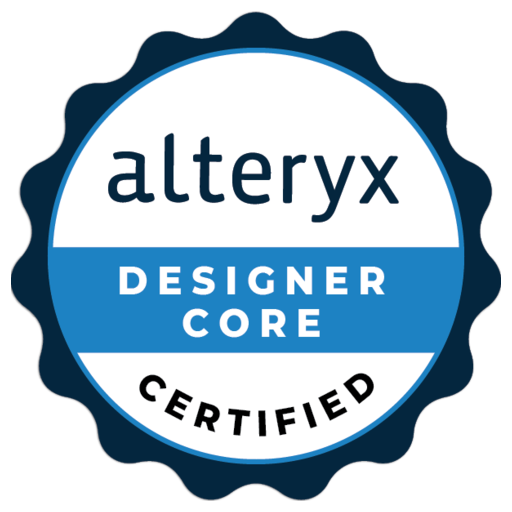 alteryx
DESIGNER
CORE
CERTIFIED